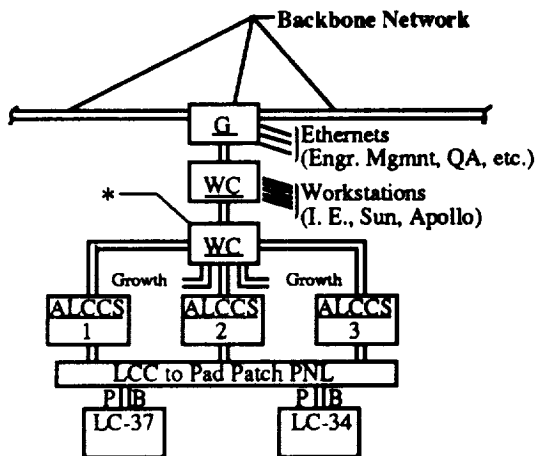 Backbone Network
G
Ethernets
(Engr. Mgmnt, QA, etc.)
WC
Workstations
(I. E., Sun, Apollo)
*
WC
Growth
Growth
ALCCS
1
ALCCS
2
ALCCS
3
LCC to Pad Patch PNL
P B
P B
LC-37
LC-34